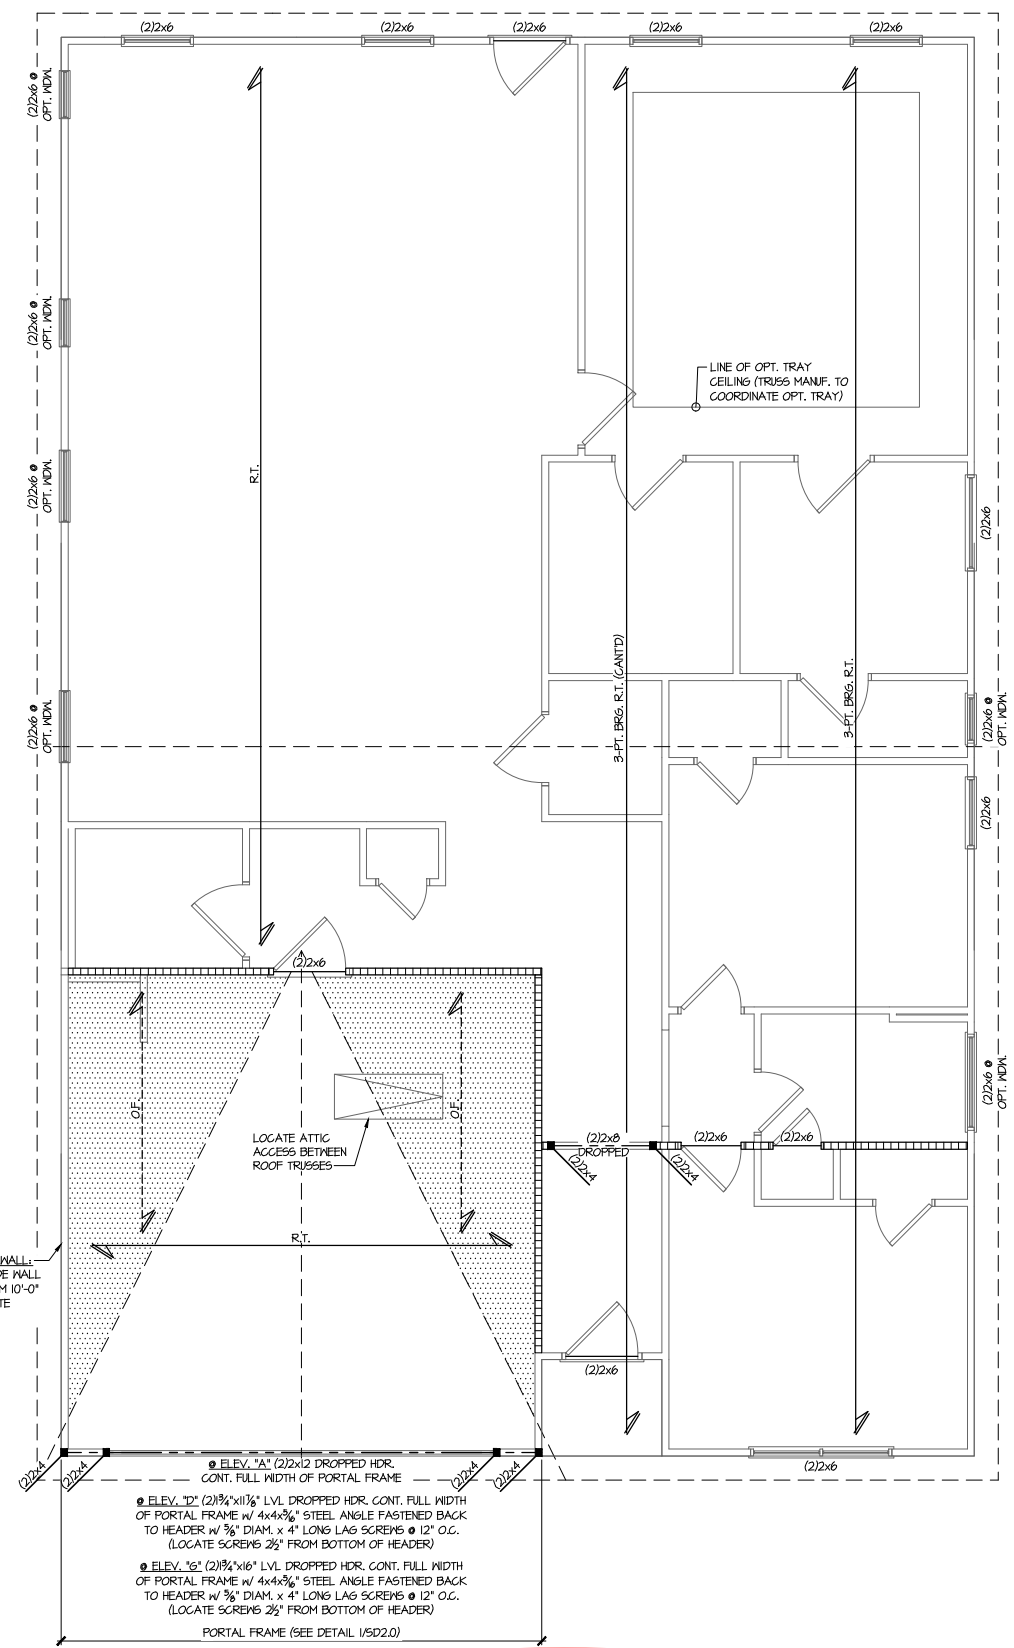 (2)2x6
(2)2x6
(2)2x6
(2)2x6
(2)2x6
(2)2x6 @
OPT. WDW.
(2)2x6 @
OPT. WDW.
LINE OF OPT. TRAY
CEILING (TRUSS MANUF. TO
COORDINATE OPT. TRAY)
R.T.
(2)2x6 @
OPT. WDW.
(2)2x6
3-PT. BRG. R.T. (CANT'D)
3-PT. BRG. R.T.
(2)2x6 @
OPT. WDW.
(2)2x6 @
OPT. WDW.
(2)2x6
(2)2x6
(2)2x6 @
OPT. WDW.
O.F.
O.F.
LOCATE ATTIC
ACCESS BETWEEN
ROOF TRUSSES
(2)2x8
DROPPED
(2)2x6
(2)2x6
(2)2x4
(2)2x4
R.T.
WALL:
DE WALL
M 10'-0"
TE
(2)2x6
(2)2x6
(2)2x4
(2)2x4
(2)2x4
(2)2x4
@ ELEV. "A" (2)2x12 DROPPED HDR.
CONT. FULL WIDTH OF PORTAL FRAME
@ ELEV. "D" (2)1¾"x11⅞" LVL DROPPED HDR. CONT. FULL WIDTH
OF PORTAL FRAME W/ 4x4x5/16" STEEL ANGLE FASTENED BACK
TO HEADER W/ ⅝" DIAM. x 4" LONG LAG SCREWS @ 12" O.C.
(LOCATE SCREWS 2½" FROM BOTTOM OF HEADER)
@ ELEV. "G" (2)1¾"x16" LVL DROPPED HDR. CONT. FULL WIDTH
OF PORTAL FRAME W/ 4x4x5/16" STEEL ANGLE FASTENED BACK
TO HEADER W/ ⅝" DIAM. x 4" LONG LAG SCREWS @ 12" O.C.
(LOCATE SCREWS 2½" FROM BOTTOM OF HEADER)
PORTAL FRAME (SEE DETAIL 1/SD2.0)